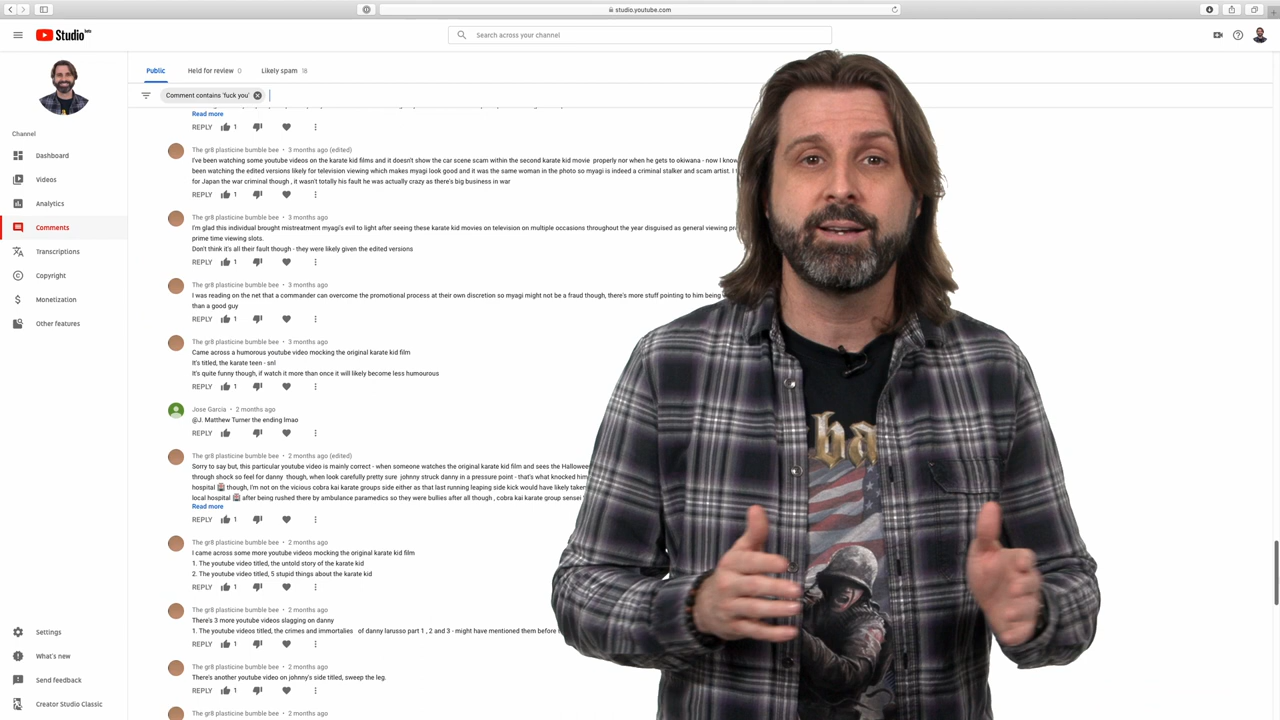 studio.youtube.com
Studio beta
Search across your channel
Channel
Dashboard
Videos
Analytics
Comments
Transcriptions
Copyright
Monetization
Other features
Settings
What's new
Send feedback
Creator Studio Classic
Public
Held for review 0
Likely spam 18
Comment contains 'fuck you'
Read more
REPLY 1
The gr8 plasticine bumble bee • 3 months ago (edited)
I've been watching some youtube videos on the karate kid films and it doesn't show the car scene scam within the second karate kid movie properly nor when he gets to okiwana - now I know
been watching the edited versions likely for television viewing which makes myagi look good and it was the same woman in the photo so myagi is indeed a criminal stalker and scam artist. I
for Japan the war criminal though , it wasn't totally his fault he was actually crazy as there's big business in war
REPLY 1
The gr8 plasticine bumble bee • 3 months ago
I'm glad this individual brought mistreatment myagi's evil to light after seeing these karate kid movies on television on multiple occasions throughout the year disguised as general viewing
prime time viewing slots.
Don't think it's all their fault though - they were likely given the edited versions
REPLY 1
The gr8 plasticine bumble bee • 3 months ago
I was reading on the net that a commander can overcome the promotional process at their own discretion so myagi might not be a fraud though, there's more stuff pointing to him being
than a good guy
REPLY 1
The gr8 plasticine bumble bee • 3 months ago
Came across a humorous youtube video mocking the original karate kid film
It's titled, the karate teen - snl
It's quite funny though, if watch it more than once it will likely become less humourous
REPLY 1
Jose Garcia • 2 months ago
@J. Matthew Turner the ending lmao
REPLY
The gr8 plasticine bumble bee • 2 months ago (edited)
Sorry to say but, this particular youtube video is mainly correct - when someone watches the original karate kid film and sees the
through shock so feel for danny though, when look carefully pretty sure johnny struck danny in a pressure point - that's what knocked him
hospital 🏥 though, I'm not on the vicious cobra kai karate groups side either as that last running leaping side kick would have likely
local hospital 🏥 after being rushed there by ambulance paramedics so they were bullies after all though , cobra kai karate group sensei
Read more
REPLY 1
The gr8 plasticine bumble bee • 2 months ago
I came across some more youtube videos mocking the original karate kid film
1. The youtube video titled, the untold story of the karate kid
2. The youtube video titled, 5 stupid things about the karate kid
REPLY 1
The gr8 plasticine bumble bee • 2 months ago
There's 3 more youtube videos slagging on danny
1. The youtube videos titled, the crimes and immortalies of danny larusso part 1 , 2 and 3 - might have mentioned them before
REPLY 1
The gr8 plasticine bumble bee • 2 months ago
There's another youtube video on johnny's side titled, sweep the leg.
REPLY 1
The gr8 plasticine bumble bee • 2 months ago